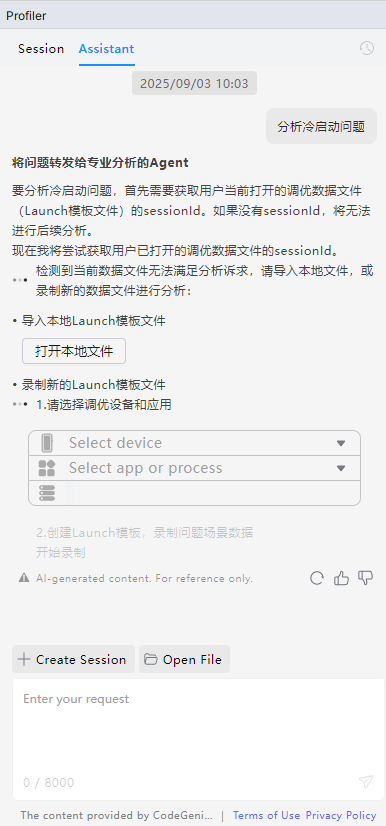 Profiler
Session Assistant
2025/09/03 10:03
分析冷启动问题
将问题转发给专业分析的Agent
要分析冷启动问题，首先需要获取用户当前打开的调优数据文件
（Launch模板文件）的sessionId。如果没有sessionId，将无法
进行后续分析。
现在我将尝试获取用户已打开的调优数据文件的sessionId。
检测到当前数据文件无法满足分析诉求，请导入本地文件，或
录制新的数据文件进行分析：
• 导入本地Launch模板文件
打开本地文件
• 录制新的Launch模板文件
1.请选择调优设备和应用
Select device
Select app or process
2.创建Launch模板，录制问题场景数据
开始录制
AI-generated content. For reference only.
Create Session Open File
Enter your request
0 / 8000
The content provided by CodeGeni... | Terms of Use Privacy Policy